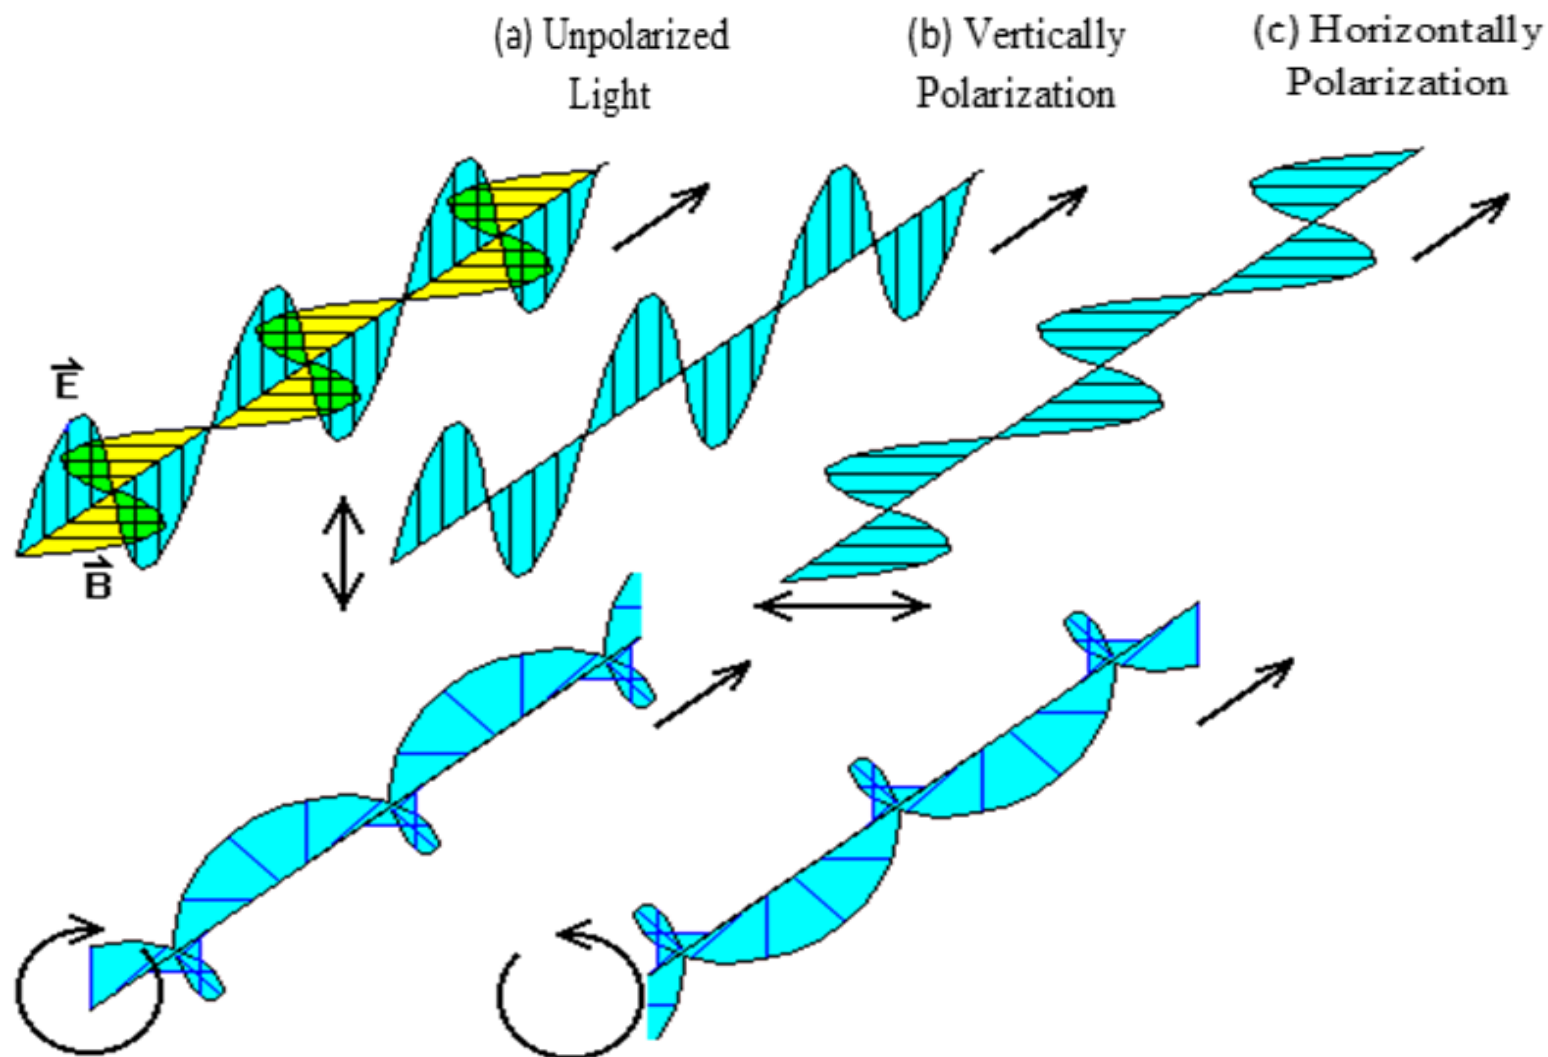 (a) Unpolarized
Light
(b) Vertically
Polarization
(c) Horizontally
Polarization
E
B